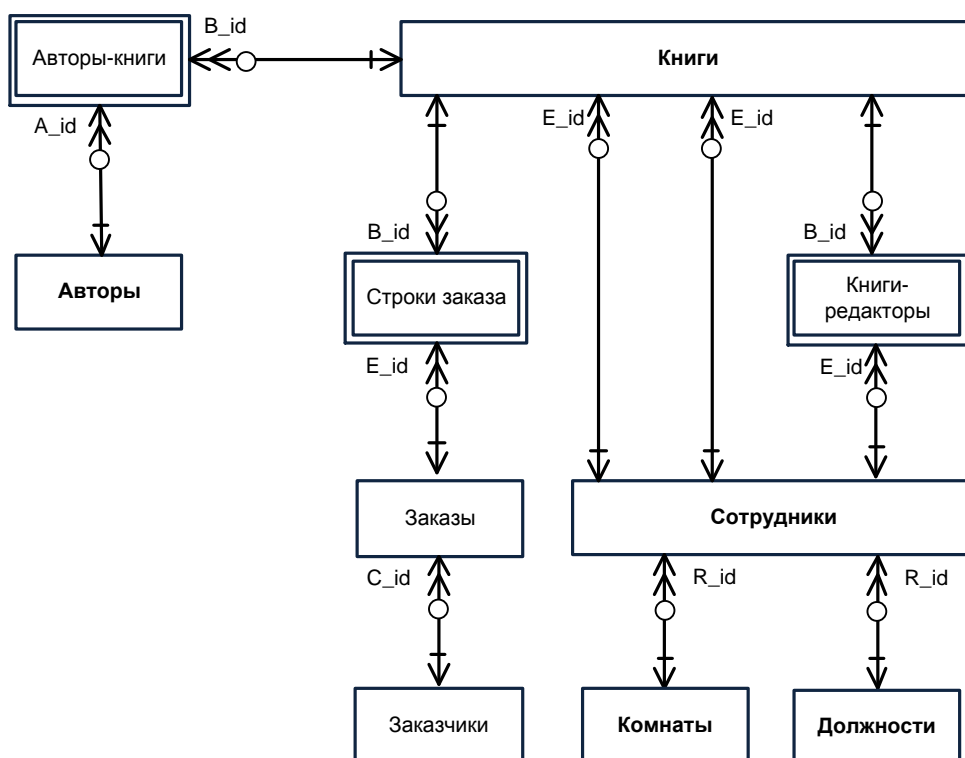 B_id
Авторы-книги
Книги
A_id
E_id
E_id
Авторы
B_id
B_id
Строки заказа
Книги-
редакторы
E_id
E_id
Заказы
Сотрудники
C_id
R_id
R_id
Заказчики
Комнаты
Должности